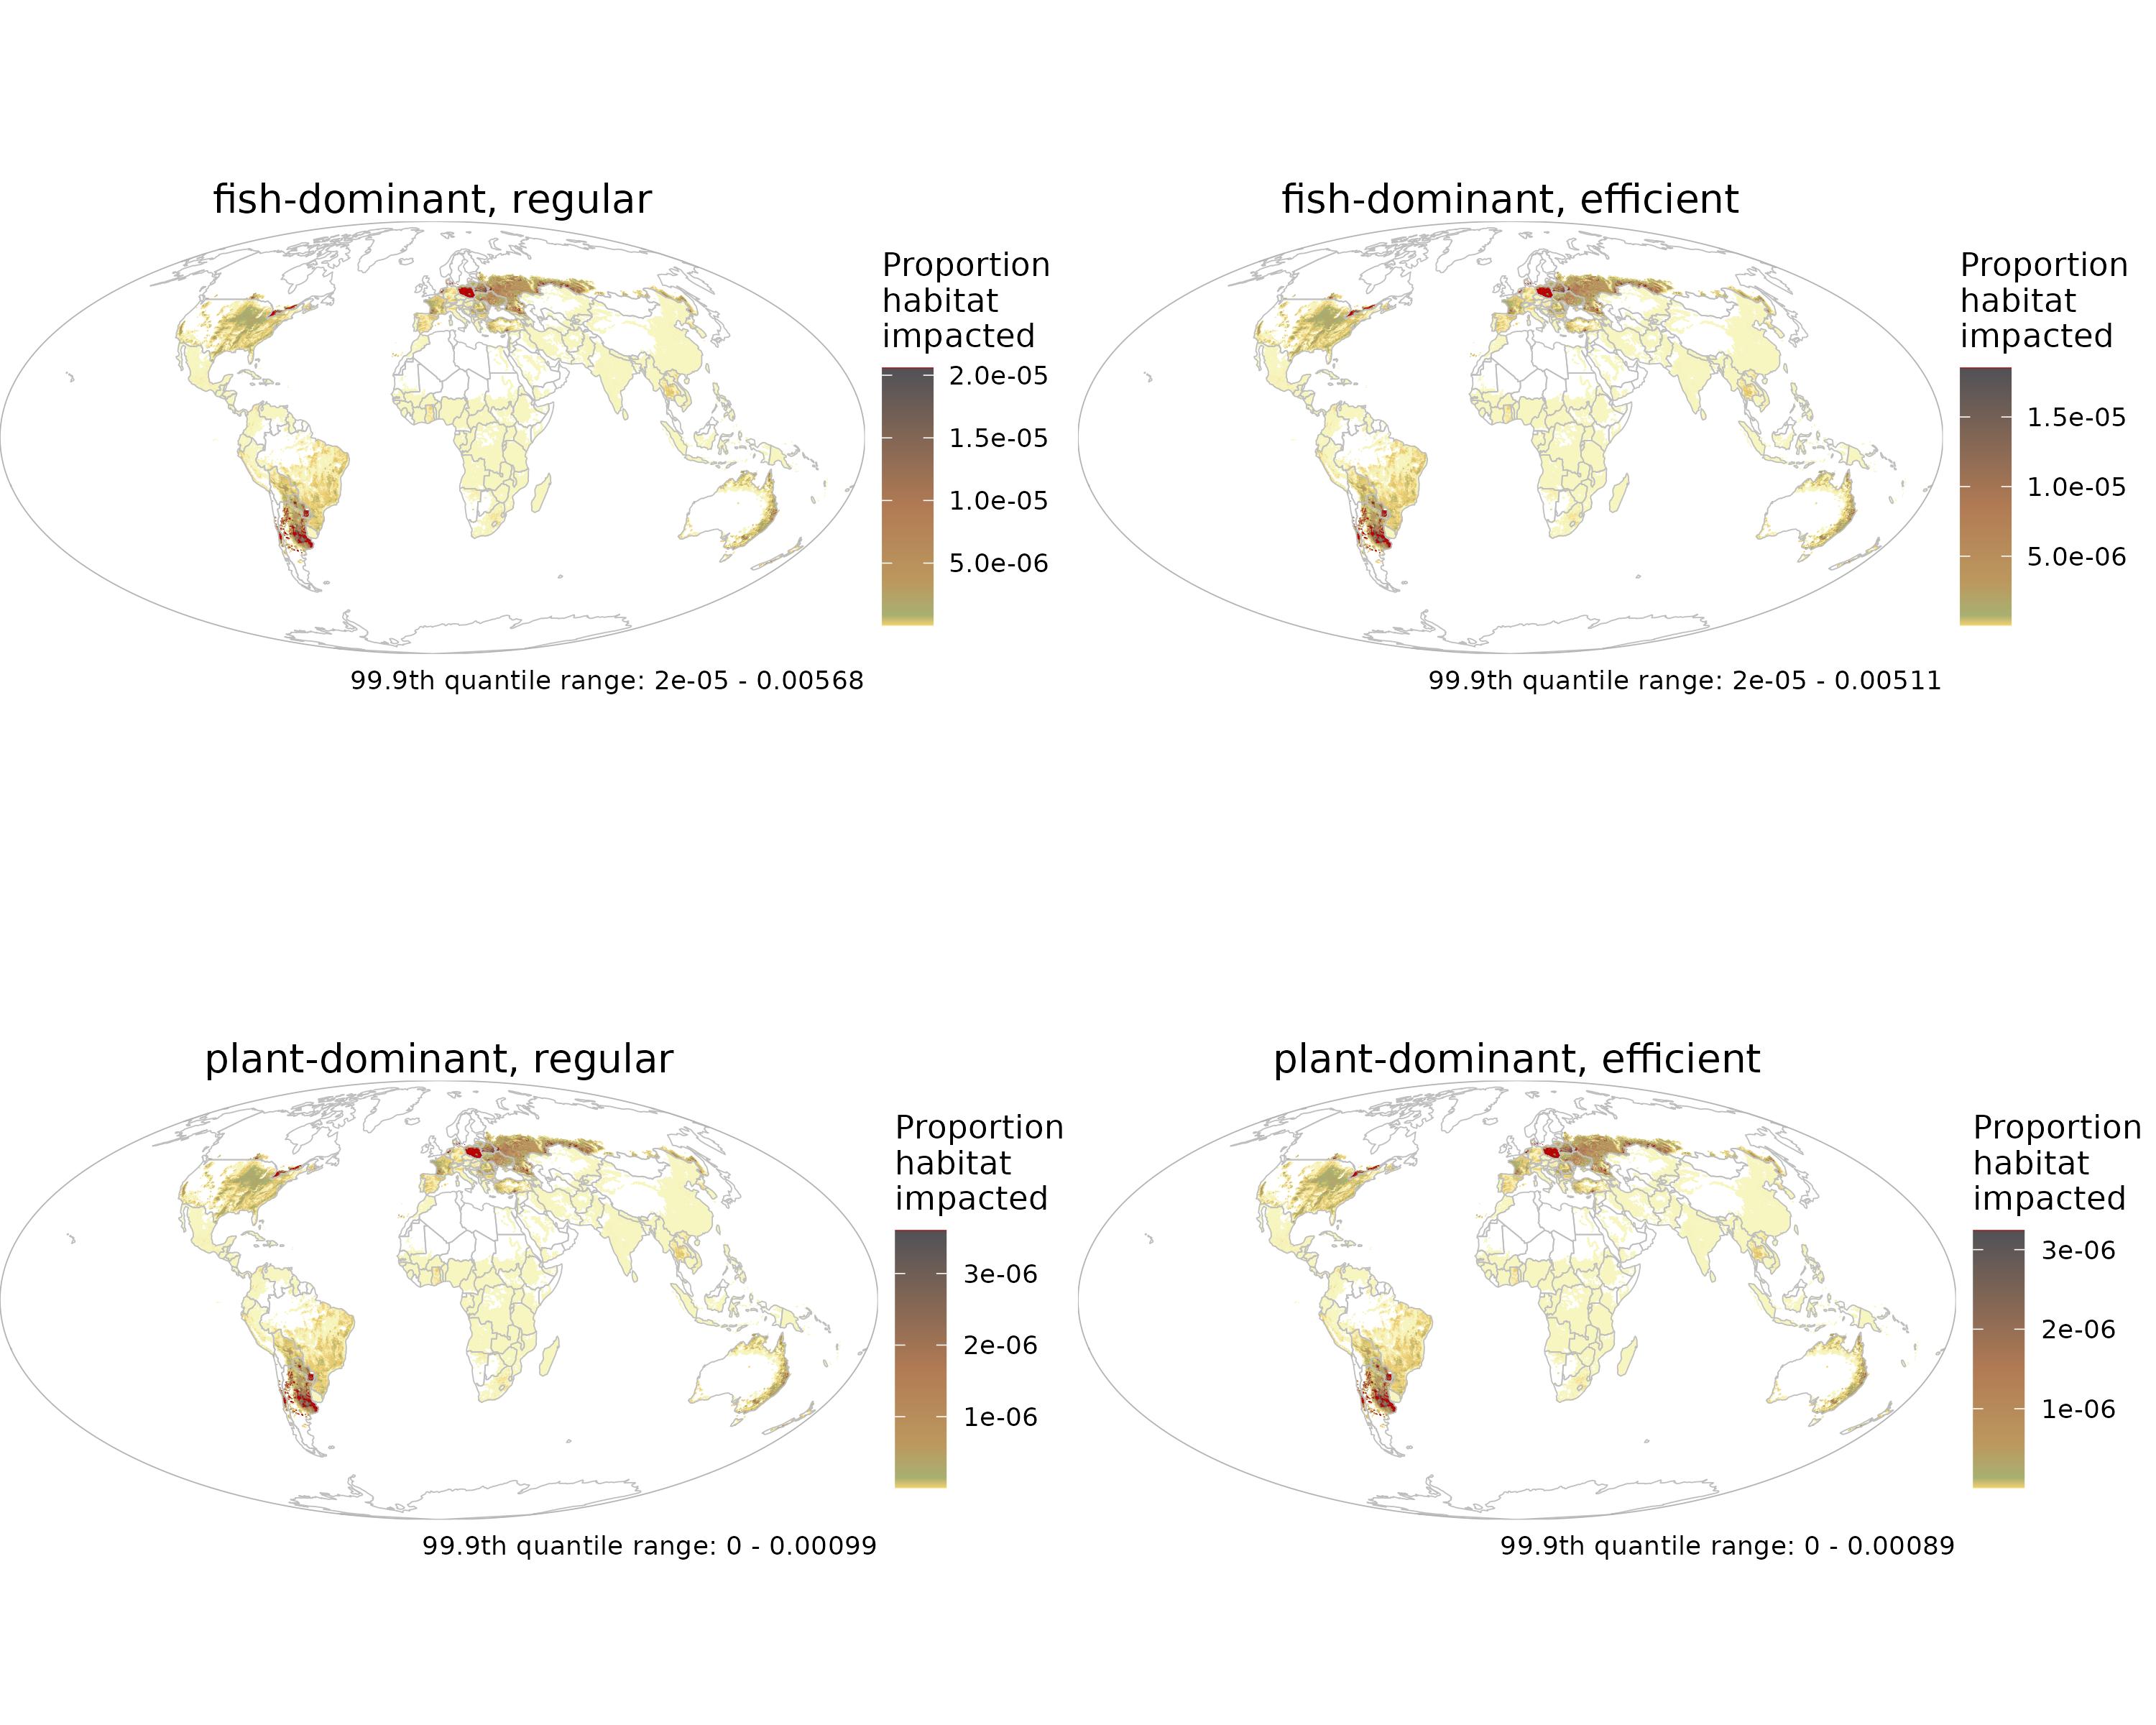 fish-dominant, regular
Proportion
habitat
impacted
2.0e-05
1.5e-05
1.0e-05
5.0e-06
99.9th quantile range: 2e-05 - 0.00568
fish-dominant, efficient
Proportion
habitat
impacted
1.5e-05
1.0e-05
5.0e-06
99.9th quantile range: 2e-05 - 0.00511
plant-dominant, regular
Proportion
habitat
impacted
3e-06
2e-06
1e-06
99.9th quantile range: 0 - 0.00099
plant-dominant, efficient
Proportion
habitat
impacted
3e-06
2e-06
1e-06
99.9th quantile range: 0 - 0.00089